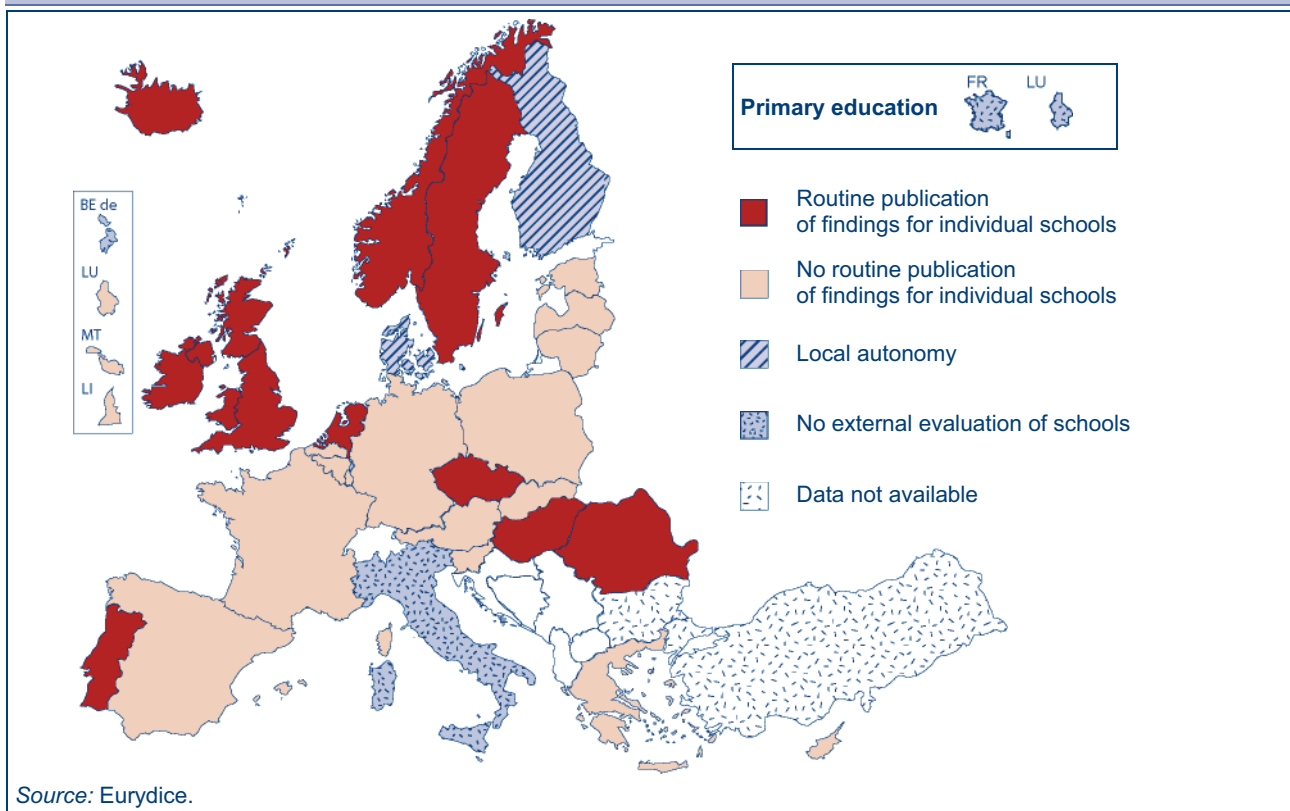 Primary education
FR
LU
BE de
LU
MT
LI
Routine publication
of findings for individual schools
No routine publication
of findings for individual schools
Local autonomy
No external evaluation of schools
Data not available
Source: Eurydice.